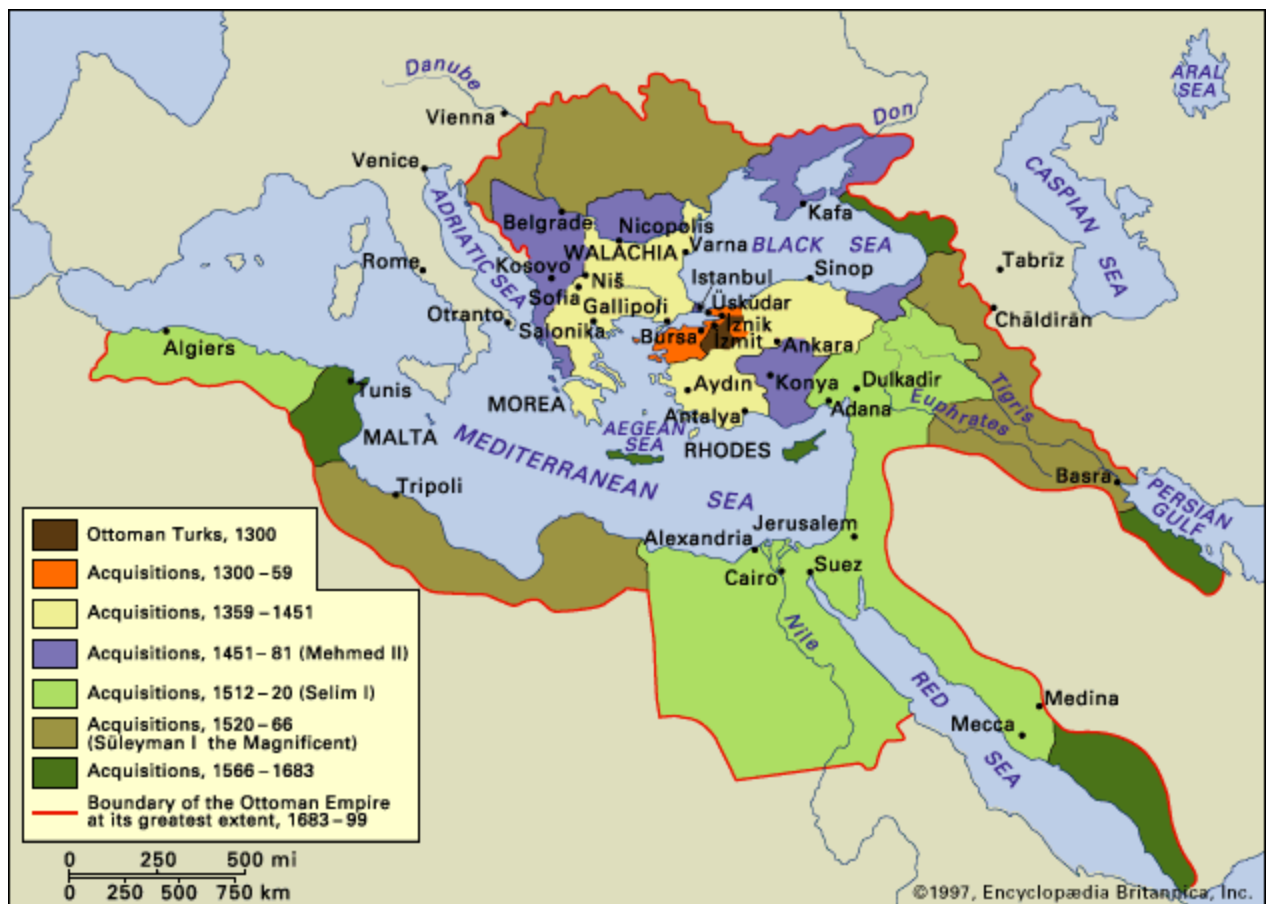 ARAL
SEA
Danube
Vienna
Don
Venice
CASPIAN
SEA
ADRIATIC SEA
Kafa
Belgrade
Nicopolis
WALACHIA
Varna
BLACK SEA
Rome
Kosovo
Niš
Istanbul
Sinop
Tabrīz
Sofia
Gallipoli
Üsküdar
Otranto
Salonika
Bursa
İznik
İzmit
Ankara
Chāldirān
Algiers
Tunis
Aydın
Konya
Dulkadir
Tigris
MOREA
Antalya
Adana
Euphrates
MALTA
AEGEAN
SEA
RHODES
MEDITERRANEAN SEA
Basra
PERSIAN
GULF
Tripoli
Jerusalem
Alexandria
Cairo
Suez
Nile
RED SEA
Medina
Mecca
Ottoman Turks, 1300
Acquisitions, 1300–59
Acquisitions, 1359–1451
Acquisitions, 1451–81 (Mehmed II)
Acquisitions, 1512–20 (Selim I)
Acquisitions, 1520–66
(Süleyman I the Magnificent)
Acquisitions, 1566–1683
Boundary of the Ottoman Empire
at its greatest extent, 1683–99
0 250 500 mi
0 250 500 750 km
©1997, Encyclopædia Britannica, Inc.